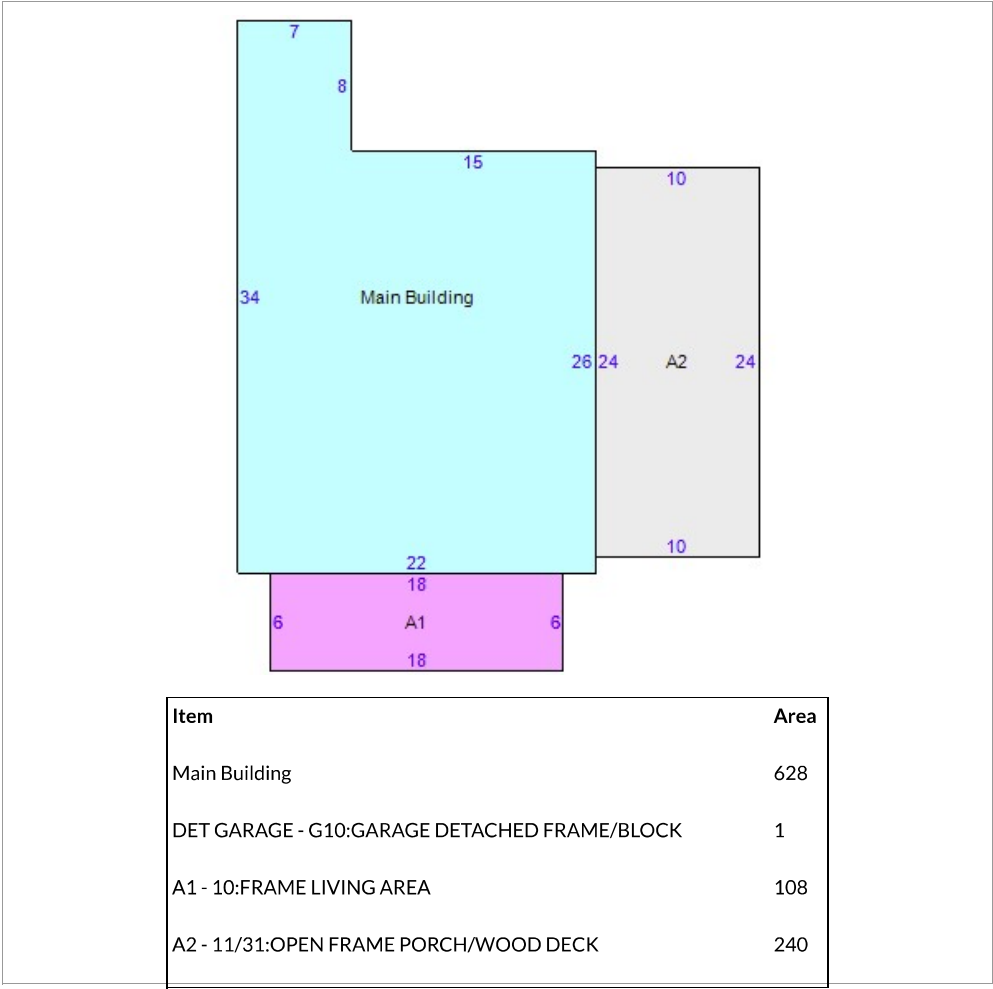 7
8
15
10
34
Main Building
26
24
A2
24
10
22
18
6
A1
6
18
Item Area
Main Building 628
DET GARAGE - G10:GARAGE DETACHED FRAME/BLOCK 1
A1 - 10:FRAME LIVING AREA 108
A2 - 11/31:OPEN FRAME PORCH/WOOD DECK 240